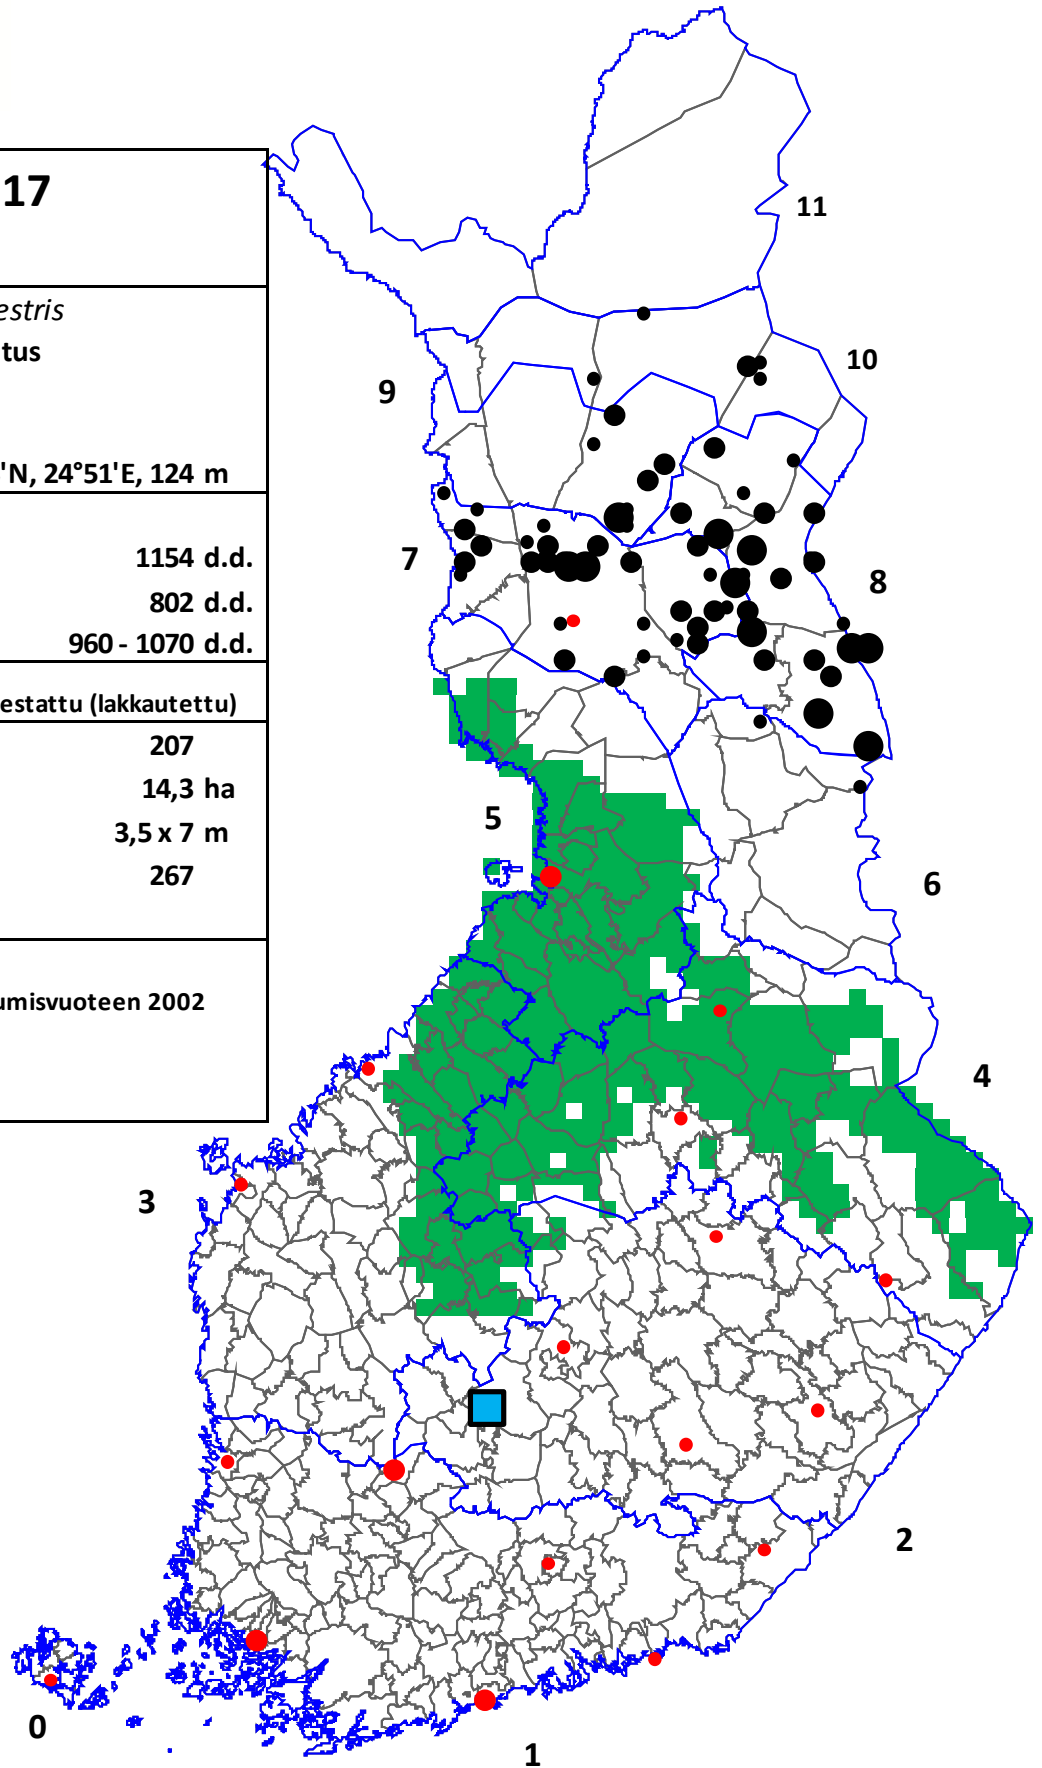 17
estris
tus
'N, 24°51'E, 124 m
1154 d.d.
802 d.d.
960 - 1070 d.d.
estattu (lakkautettu)
207
14,3 ha
3,5 x 7 m
267
umisvuoteen 2002
11
10
9
7
8
5
6
4
3
2
0
1